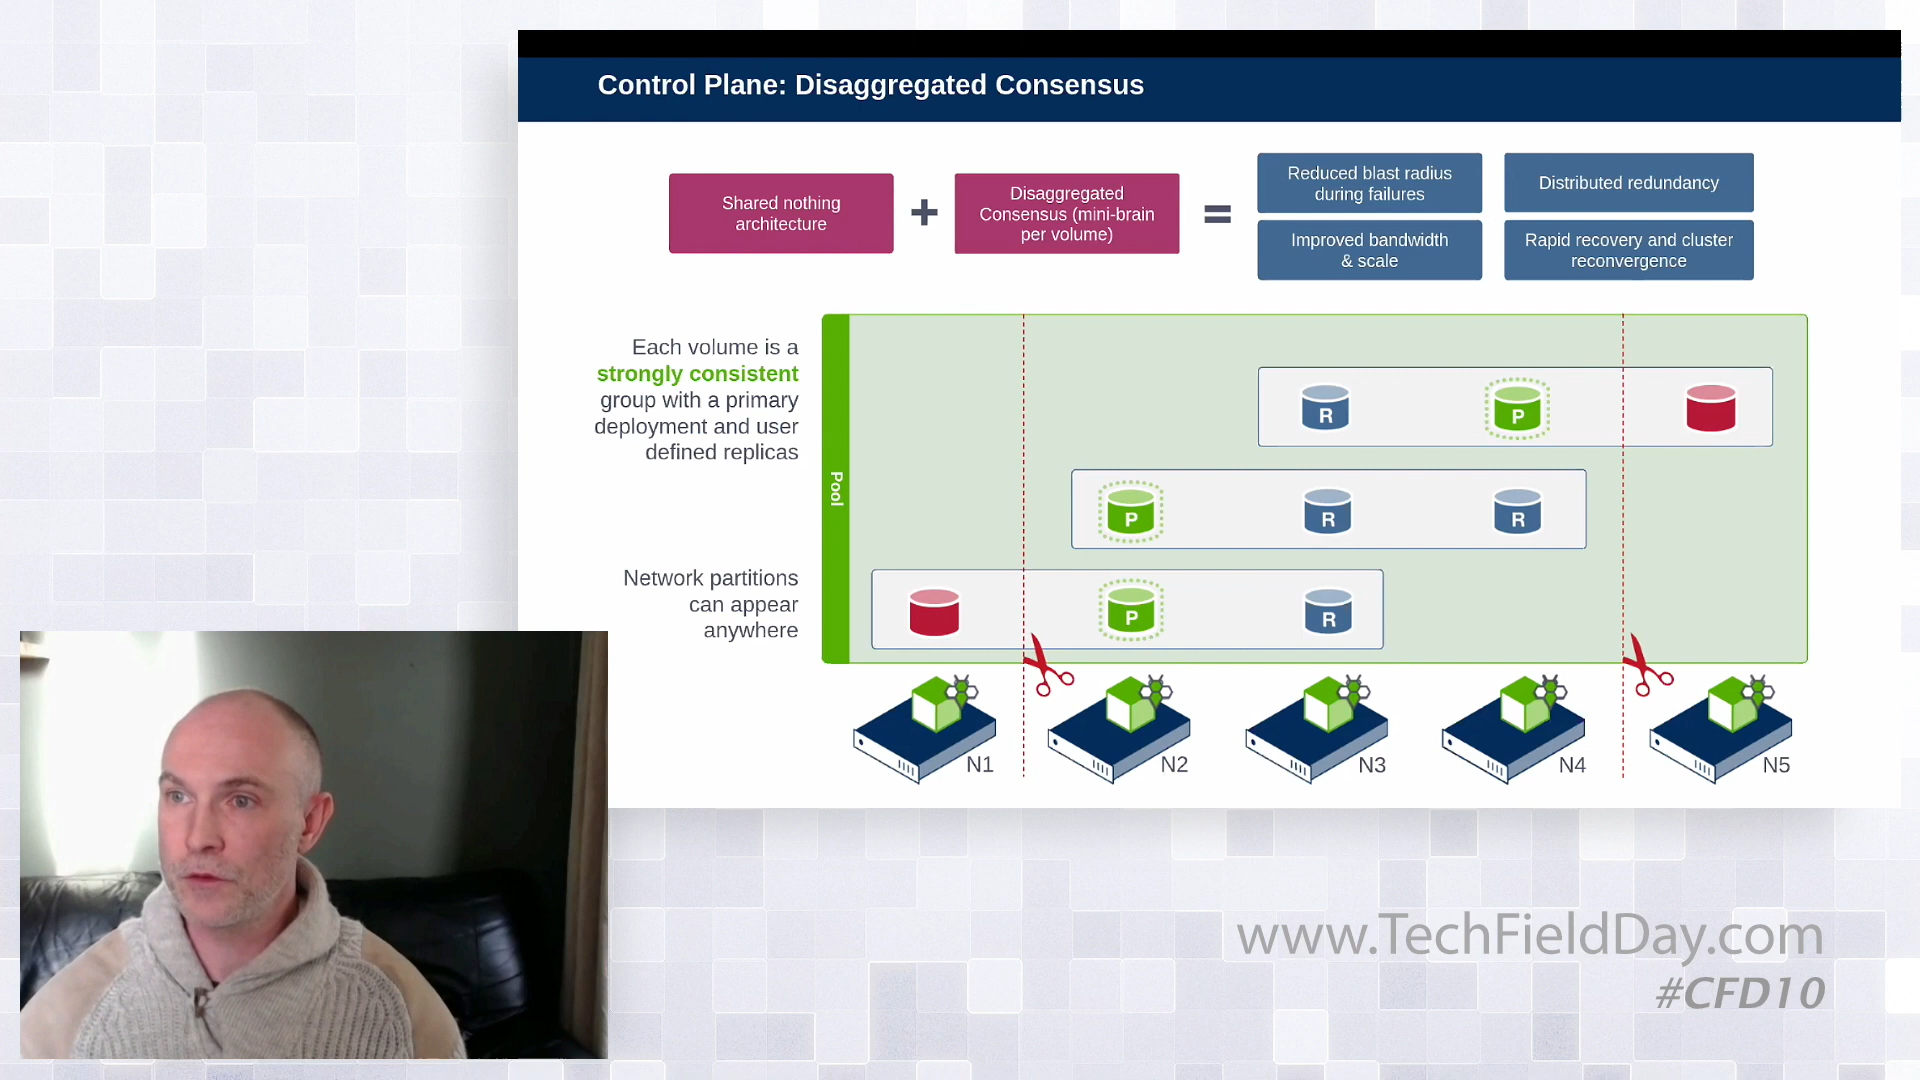 Control Plane: Disaggregated Consensus
Shared nothing
architecture
+
Disaggregated
Consensus (mini-brain
per volume)
=
Reduced blast radius
during failures
Distributed redundancy
Improved bandwidth
& scale
Rapid recovery and cluster
reconvergence
Each volume is a
strongly consistent
group with a primary
deployment and user
defined replicas
Pool
R
P
P
R
R
Network partitions
can appear
anywhere
P
R
N1
N2
N3
N4
N5
www.TechFieldDay.com
#CFD10